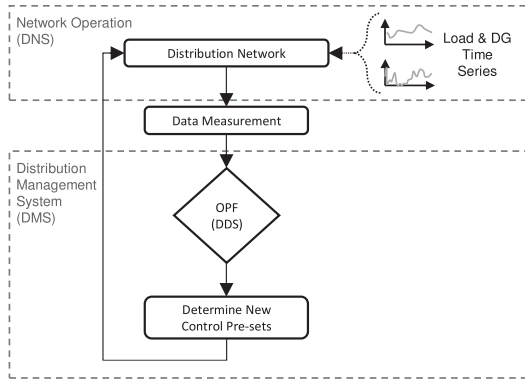 Network Operation
(DNS)
Distribution Network
Load & DG
Time
Series
Data Measurement
Distribution
Management
System
(DMS)
OPF
(DDS)
Determine New
Control Pre-sets